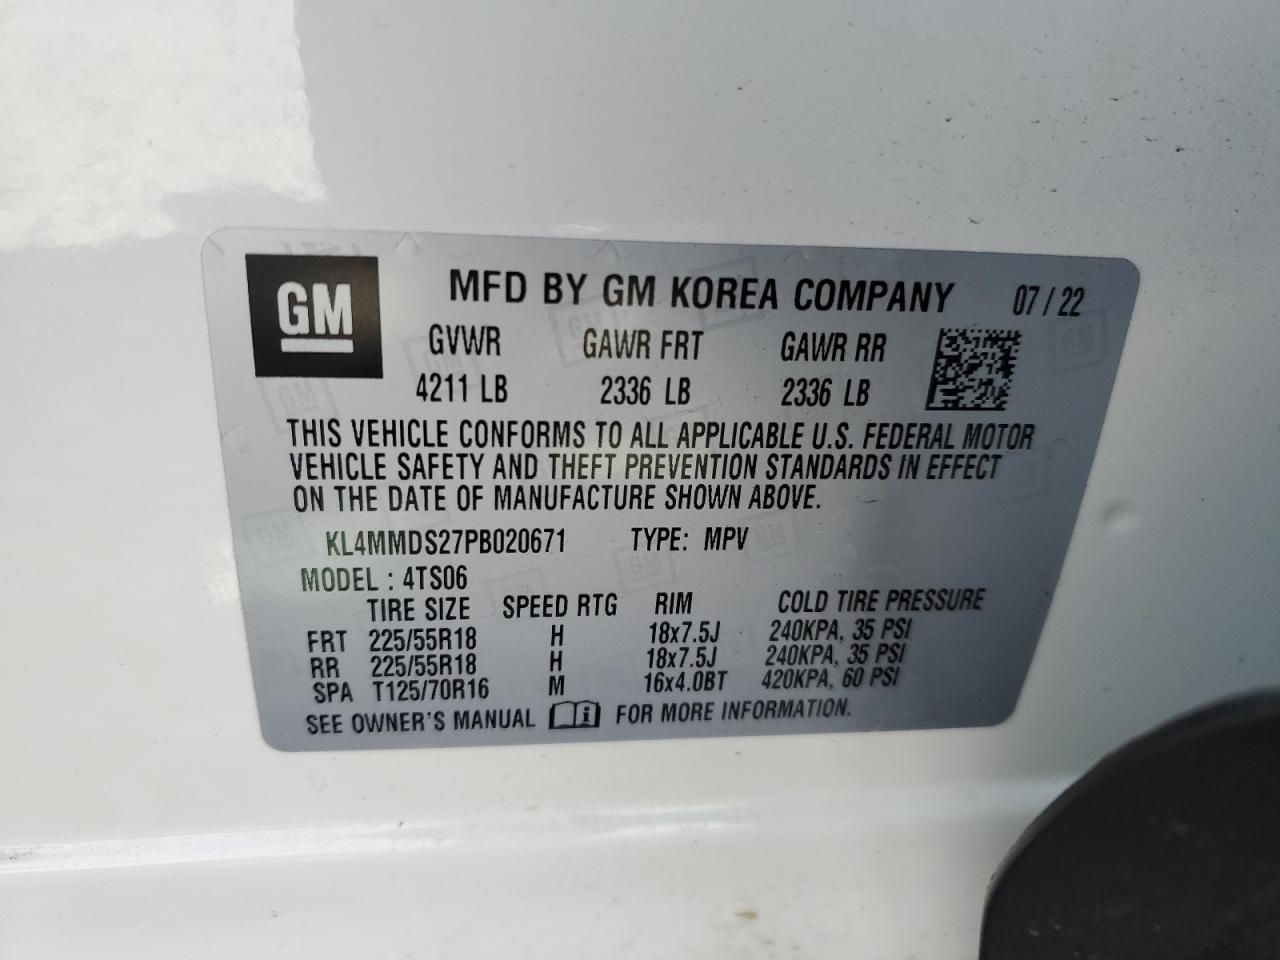 GM
MFD BY GM KOREA COMPANY 07/22
GVWR GAWR FRT GAWR RR
4211 LB 2336 LB 2336 LB
THIS VEHICLE CONFORMS TO ALL APPLICABLE U.S. FEDERAL MOTOR
VEHICLE SAFETY AND THEFT PREVENTION STANDARDS IN EFFECT
ON THE DATE OF MANUFACTURE SHOWN ABOVE.
KL4MMDS27PB020671 TYPE: MPV
MODEL : 4TS06
TIRE SIZE SPEED RTG RIM COLD TIRE PRESSURE
FRT 225/55R18 H 18x7.5J 240KPA, 35 PSI
RR 225/55R18 H 18x7.5J 240KPA, 35 PSI
SPA T125/70R16 M 16x4.0BT 420KPA, 60 PSI
SEE OWNER'S MANUAL i FOR MORE INFORMATION.